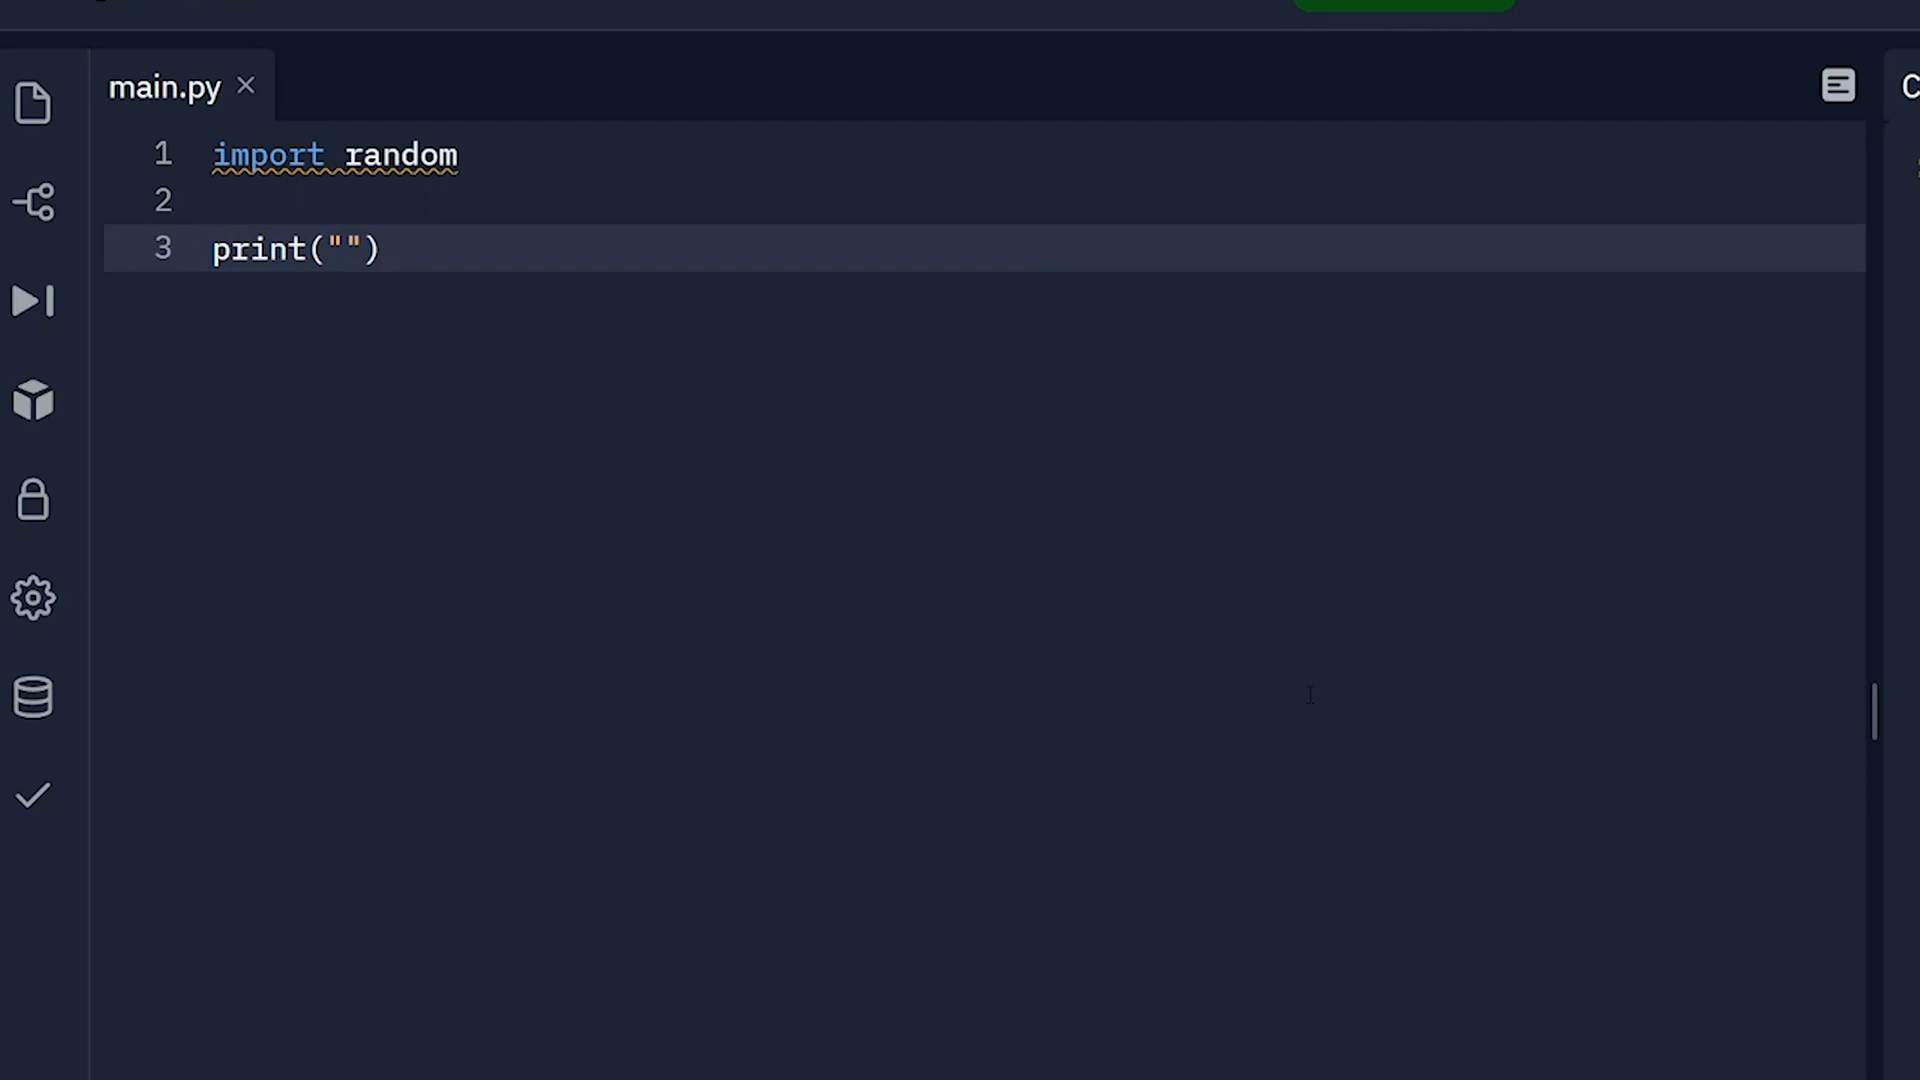 main.py
1 import random
2
3 print("")
C